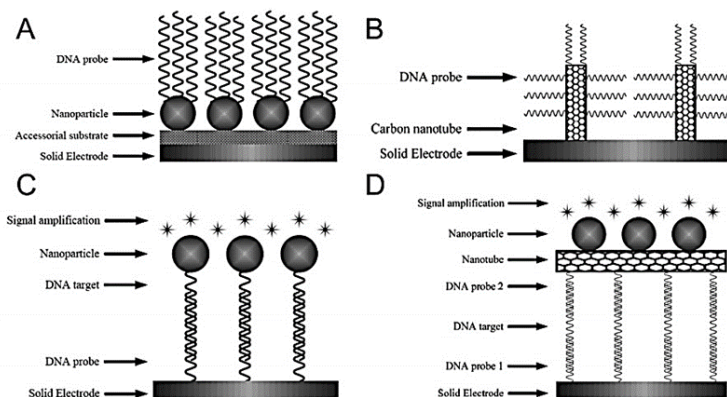 A
DNA probe
Nanoparticle
Accessorial substrate
Solid Electrode
B
DNA probe
Carbon nanotube
Solid Electrode
C
Signal amplification
Nanoparticle
DNA target
DNA probe
Solid Electrode
D
Signal amplification
Nanoparticle
Nanotube
DNA probe 2
DNA target
DNA probe 1
Solid Electrode